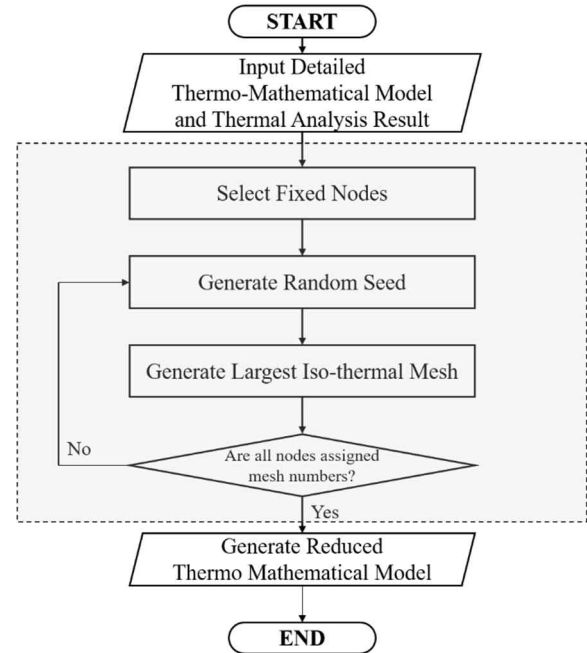 START
Input Detailed
Thermo-Mathematical Model
and Thermal Analysis Result
Select Fixed Nodes
Generate Random Seed
Generate Largest Iso-thermal Mesh
Are all nodes assigned
mesh numbers?
No
Yes
Generate Reduced
Thermo Mathematical Model
END